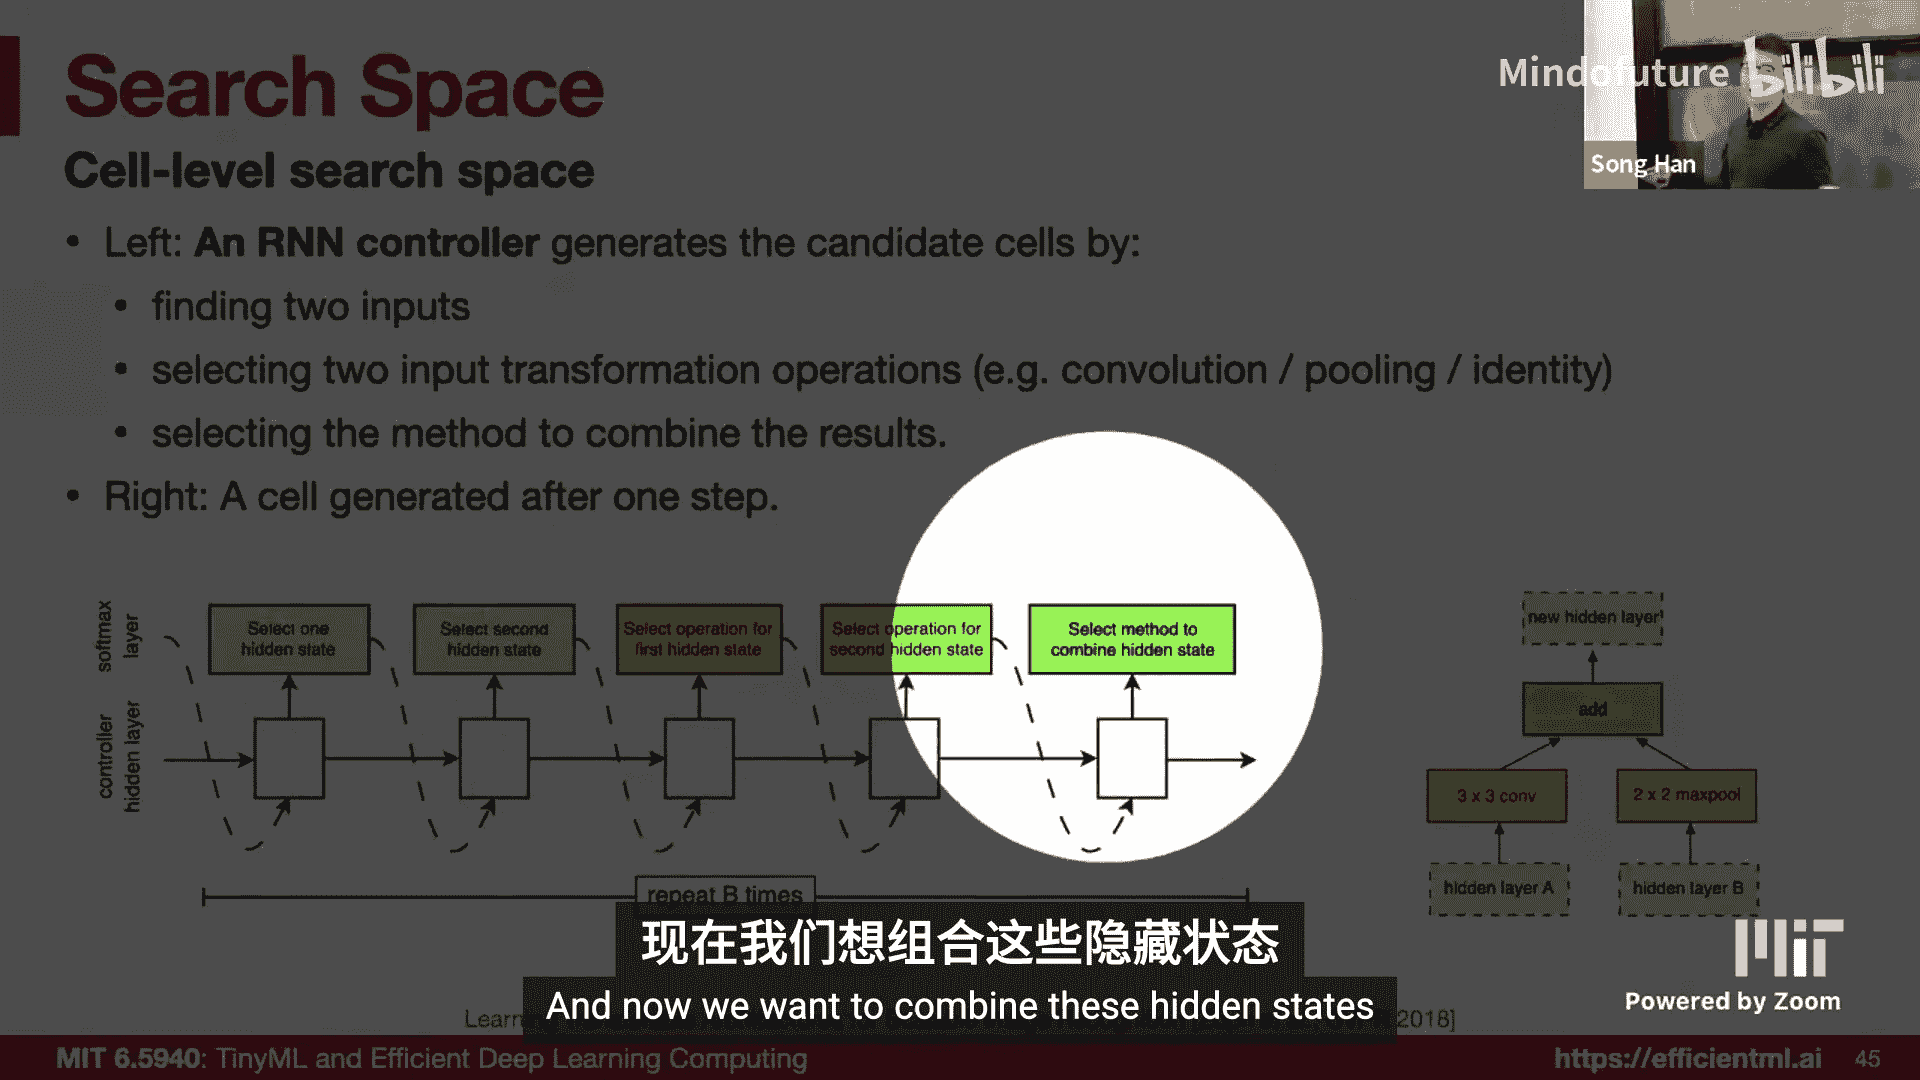 Search Space
Mindofuture bilibili
Song Han
Cell-level search space
• Left: An RNN controller generates the candidate cells by:
• finding two inputs
• selecting two input transformation operations (e.g. convolution / pooling / identity)
• selecting the method to combine the results.
• Right: A cell generated after one step.
softmax
layer
controller
hidden layer
Select one
hidden state
Select second
hidden state
Select operation for
first hidden state
Select operation for
second hidden state
Select method to
combine hidden state
repeat B times
new hidden layer
add
3 x 3 conv
2 x 2 maxpool
hidden layer A
hidden layer B
现在我们想组合这些隐藏状态
And now we want to combine these hidden states
Learn
2018]
MIT
Powered by Zoom
MIT 6.5940: TinyML and Efficient Deep Learning Computing
https://efficientml.ai
45